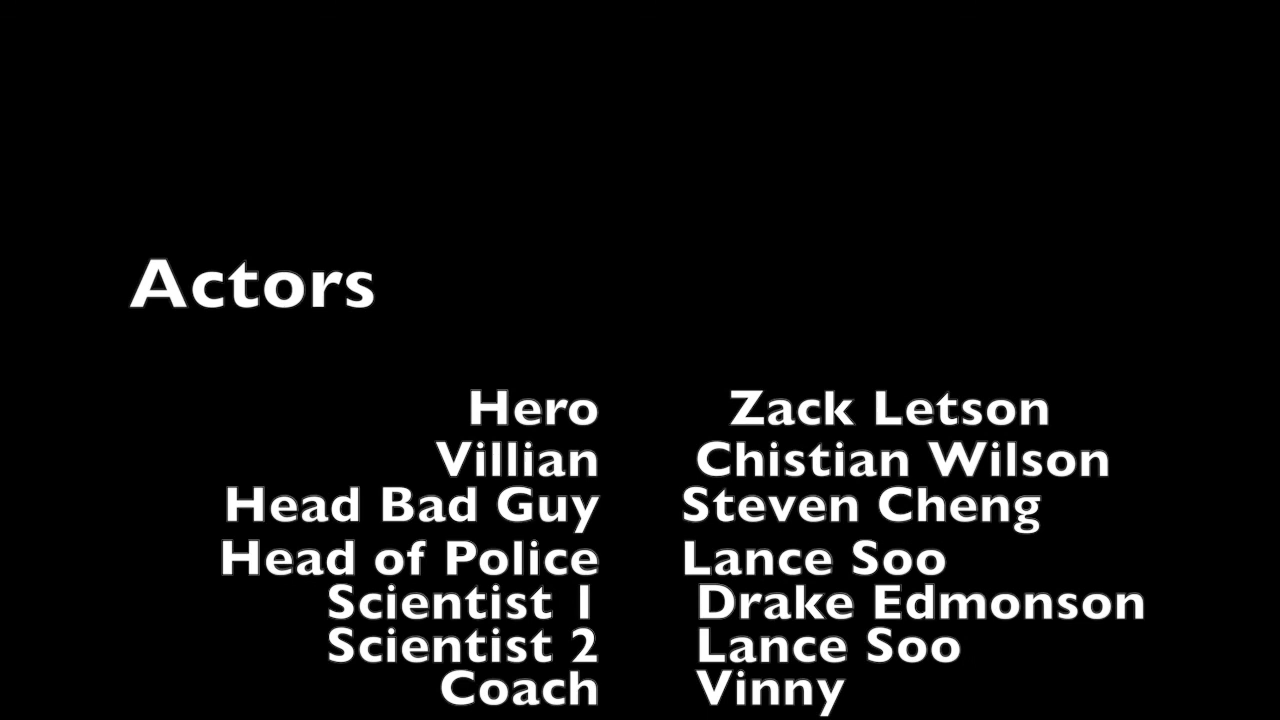 Actors
Hero Zack Letson
Villian Chistian Wilson
Head Bad Guy Steven Cheng
Head of Police Lance Soo
Scientist 1 Drake Edmonson
Scientist 2 Lance Soo
Coach Vinny